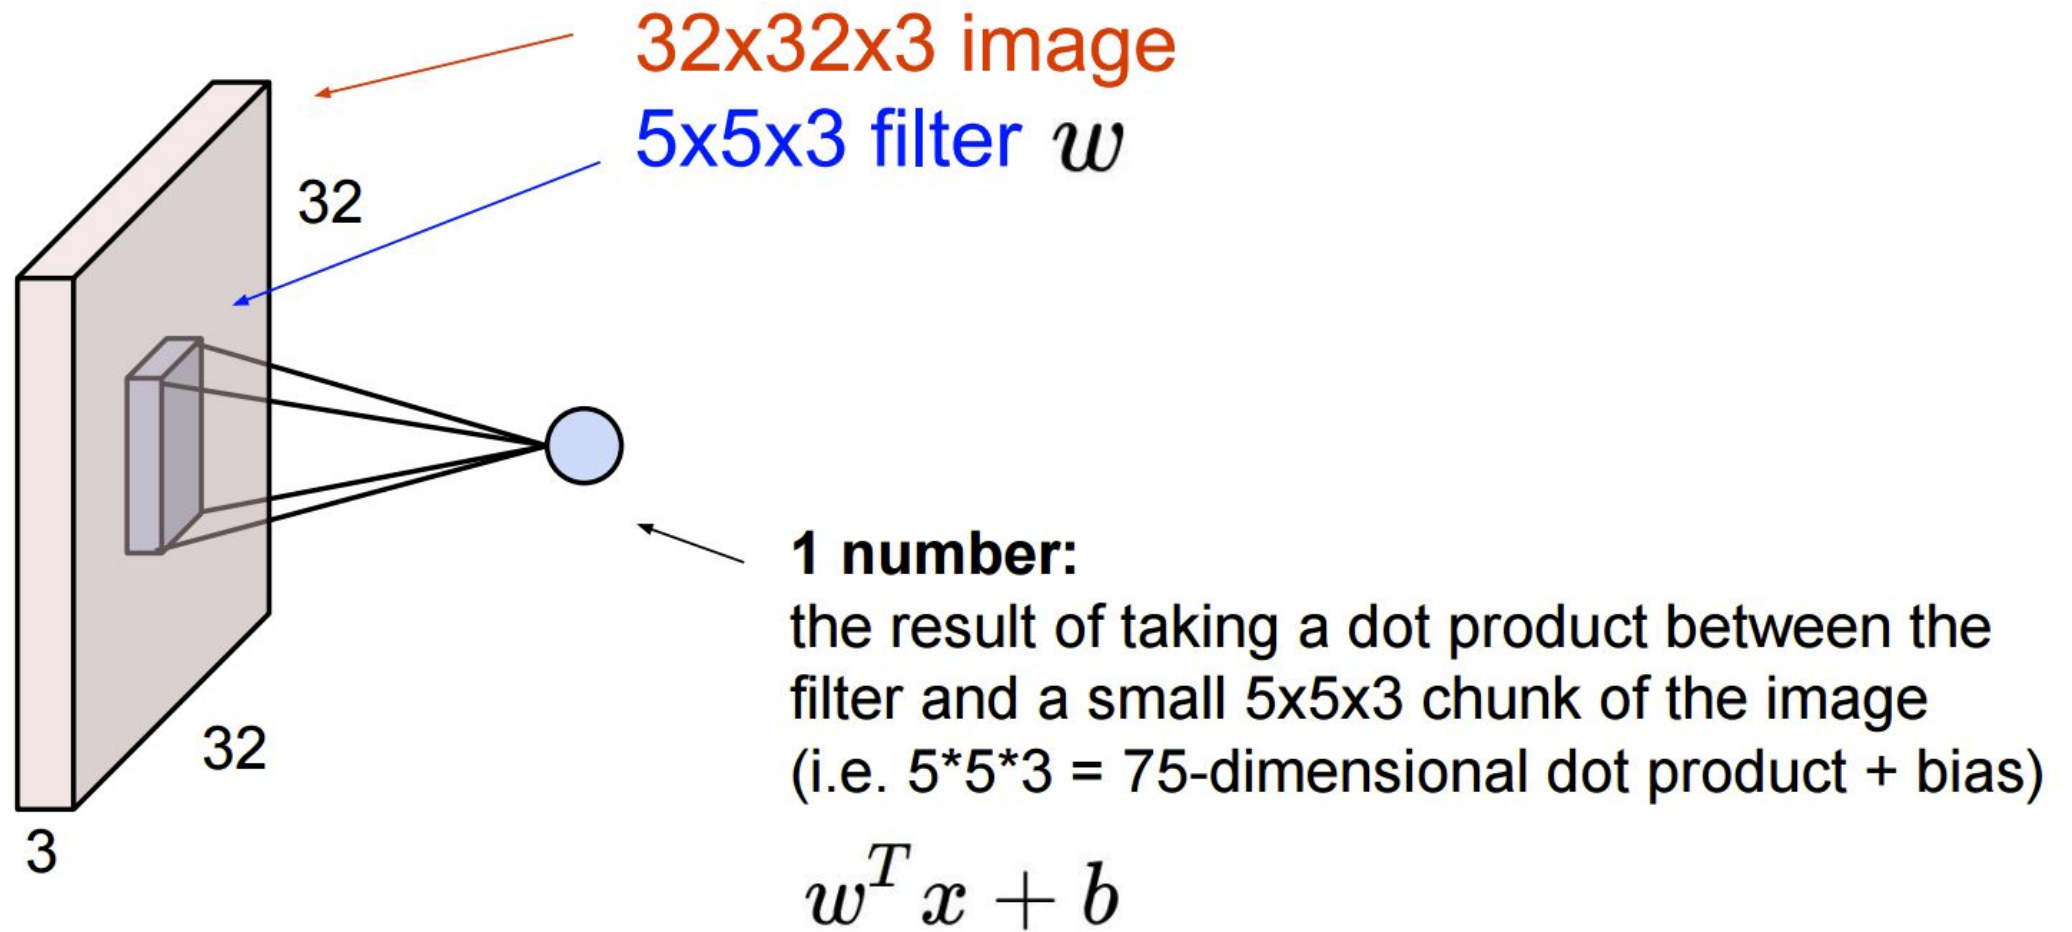 32x32x3 image
5x5x3 filter w
32
32
3
1 number:
the result of taking a dot product between the
filter and a small 5x5x3 chunk of the image
(i.e. 5*5*3 = 75-dimensional dot product + bias)
w^T x + b